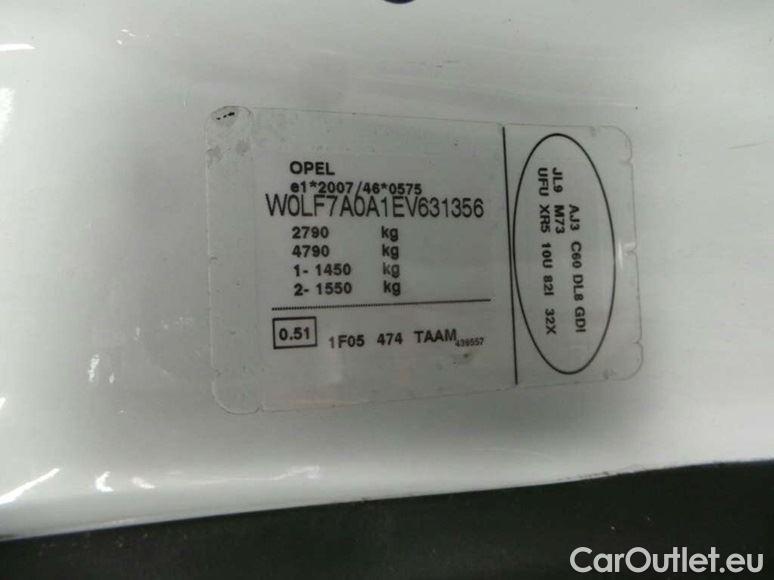 OPEL
e1*2007/46*0575
W0LF7A0A1EV631356
2790 kg
4790 kg
1- 1450 kg
2- 1550 kg
0.51 1F05 474 TAAM 436557
AJ3 C60 DL8 GDI
JL9 M73
UFU XR5 10U 82I 32X
CarOutlet.eu